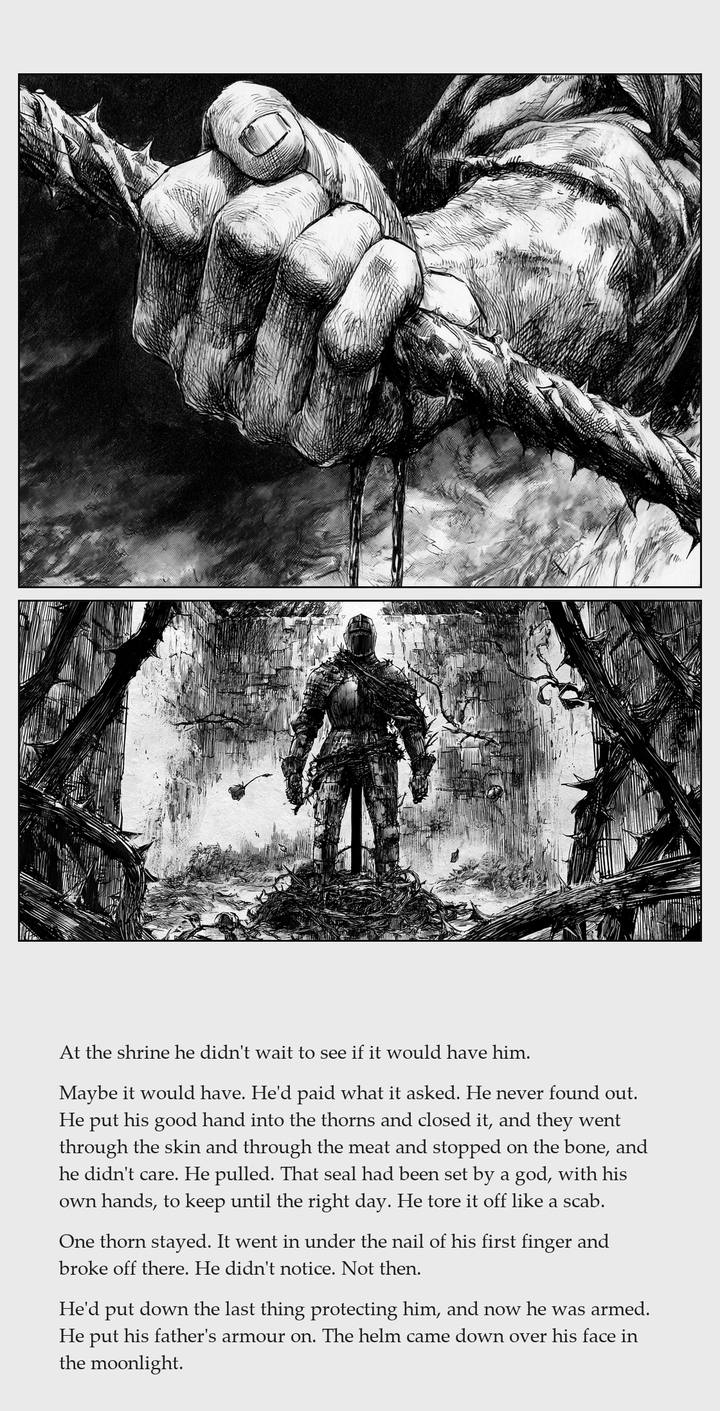 At the shrine he didn't wait to see if it would have him.
Maybe it would have. He'd paid what it asked. He never found out.
He put his good hand into the thorns and closed it, and they went
through the skin and through the meat and stopped on the bone, and
he didn't care. He pulled. That seal had been set by a god, with his
own hands, to keep until the right day. He tore it off like a scab.
One thorn stayed. It went in under the nail of his first finger and
broke off there. He didn't notice. Not then.
He'd put down the last thing protecting him, and now he was armed.
He put his father's armour on. The helm came down over his face in
the moonlight.